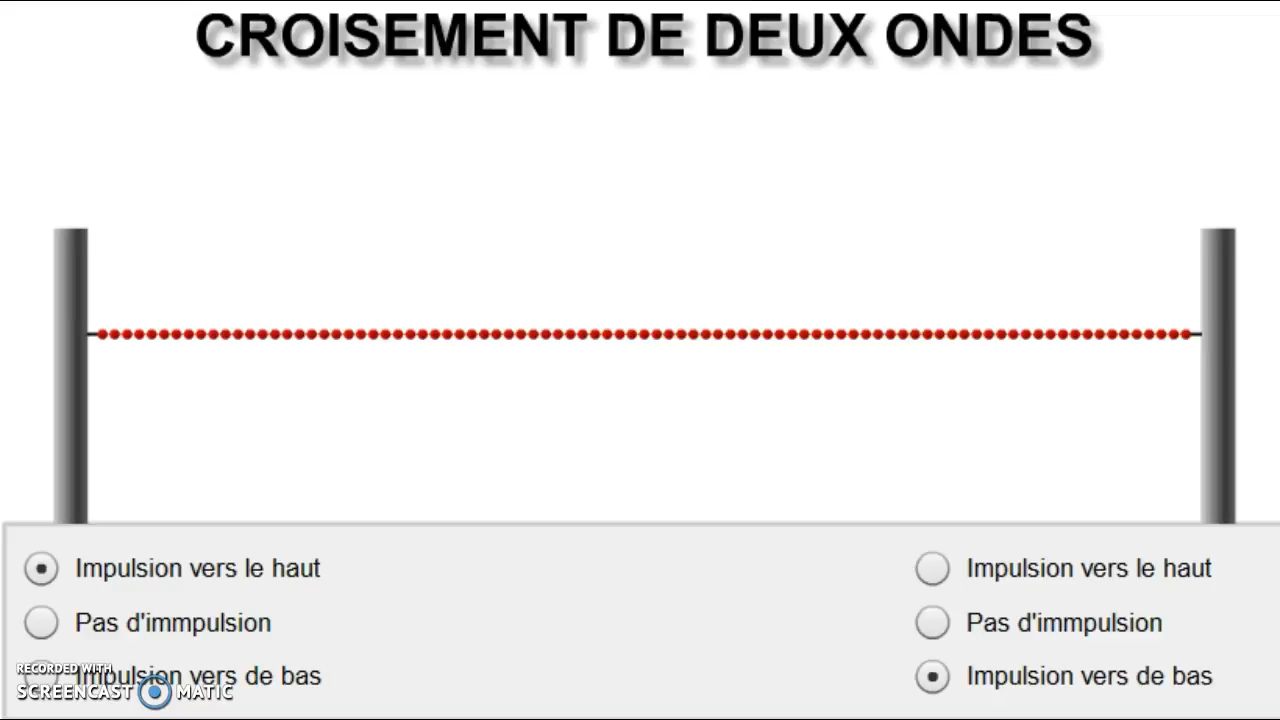 CROISEMENT DE DEUX ONDES
Impulsion vers le haut
Impulsion vers le haut
Pas d'immpulsion
Pas d'immpulsion
Impulsion vers de bas
Impulsion vers de bas
RECORDED WITH
SCREENCAST MATIC